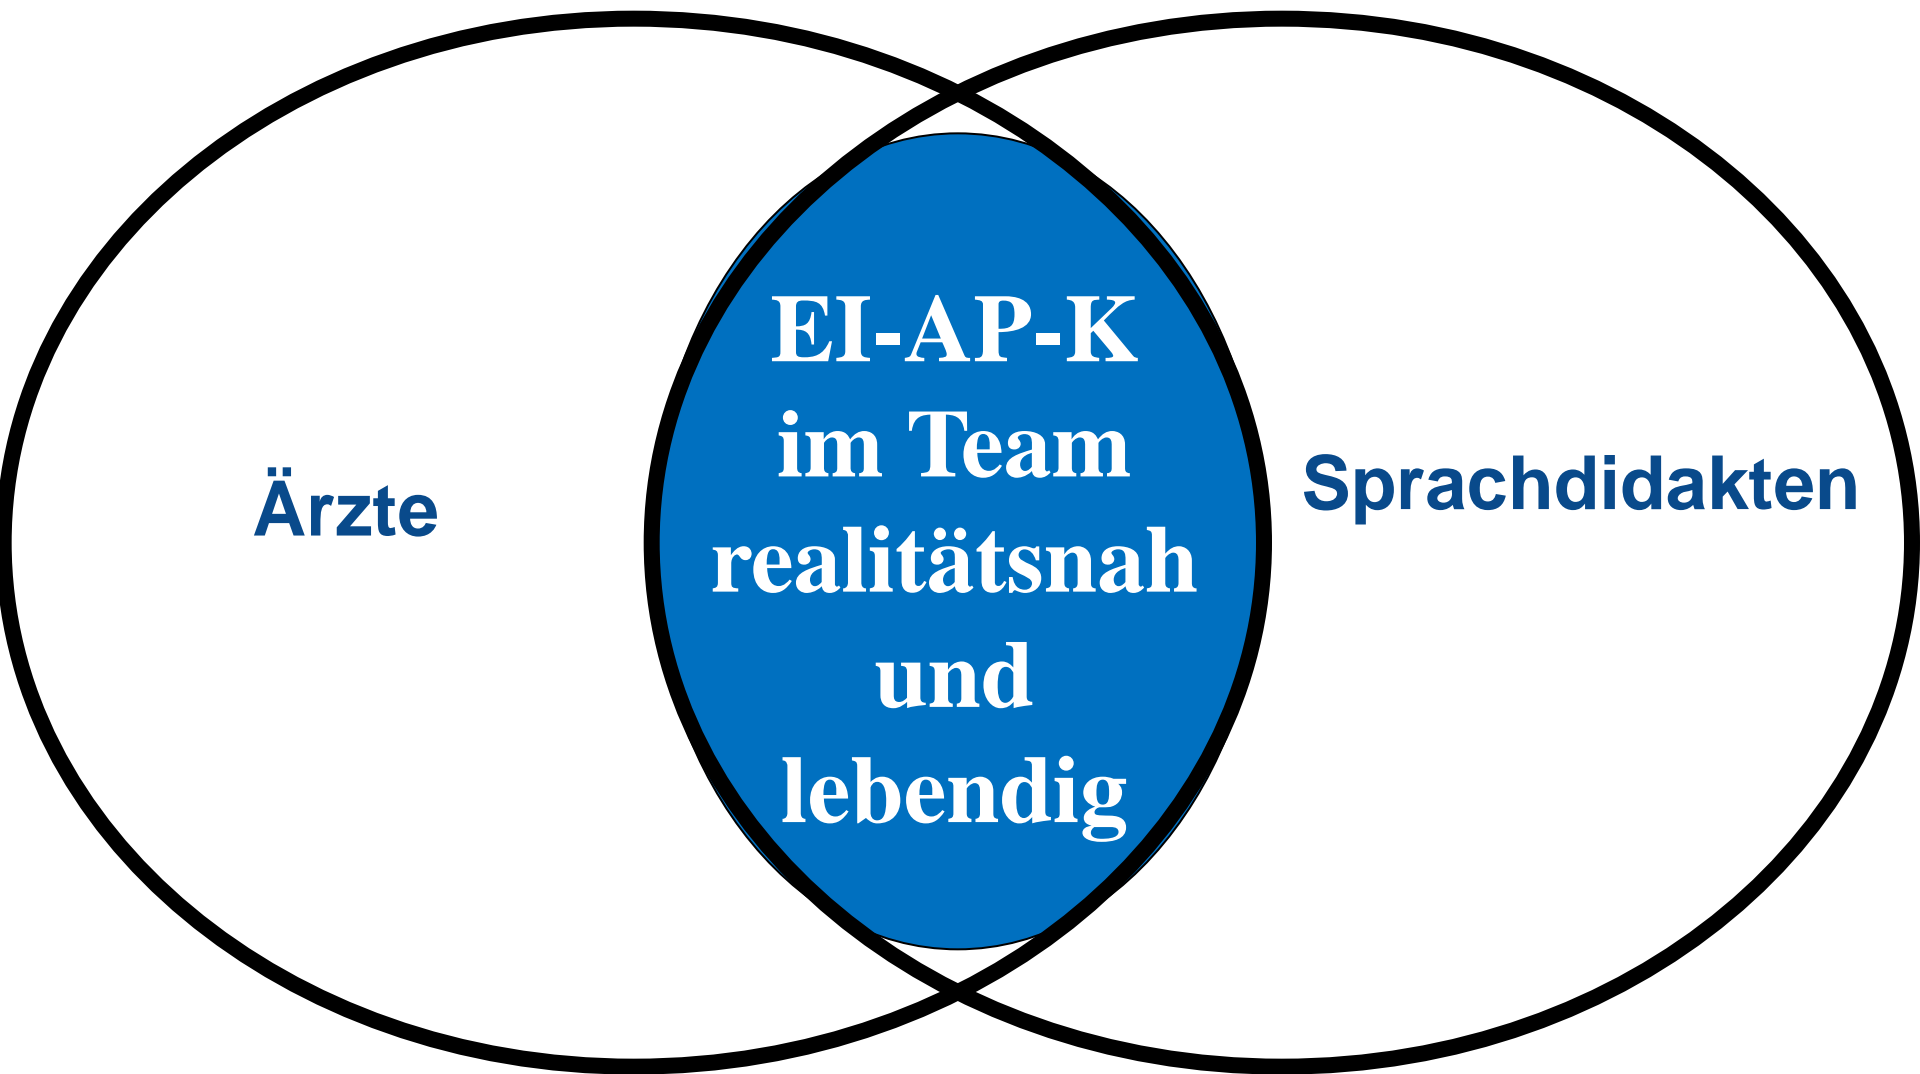 Ärzte
EI-AP-K
im Team
realitätsnah
und
lebendig
Sprachdidakten